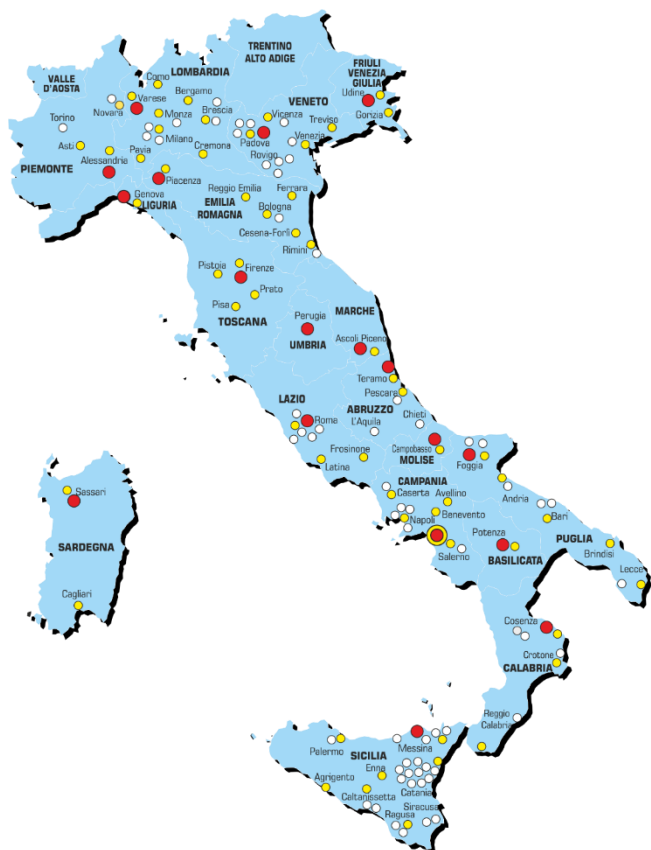 TRENTINO
ALTO ADIGE
FRIULI
VENEZIA
GIULIA
LOMBARDIA
VALLE
D'AOSTA
Como
Udine
Varese
Bergamo
VENETO
Novara
Monza
Brescia
Vicenza
Treviso
Gorizia
Torino
Milano
Padova
Venezia
Asti
Pavia
Cremona
Rovigo
Alessandria
PIEMONTE
Piacenza
Genova
LIGURIA
Reggio Emilia
Ferrara
EMILIA
ROMAGNA
Bologna
Cesena-Forlì
Rimini
Pistoia
Firenze
Prato
Pisa
TOSCANA
MARCHE
Perugia
UMBRIA
Ascoli Piceno
Teramo
Pescara
LAZIO
ABRUZZO
Roma
L'Aquila
Chieti
Campobasso
MOLISE
Frosinone
Latina
Foggia
CAMPANIA
Caserta
Avellino
Andria
Benevento
Napoli
Bari
Salerno
Potenza
BASILICATA
PUGLIA
Brindisi
Lecce
Sassari
SARDEGNA
Cagliari
Cosenza
Crotone
CALABRIA
Reggio
Calabria
Palermo
SICILIA
Messina
Enna
Agrigento
Caltanissetta
Catania
Siracusa
Ragusa